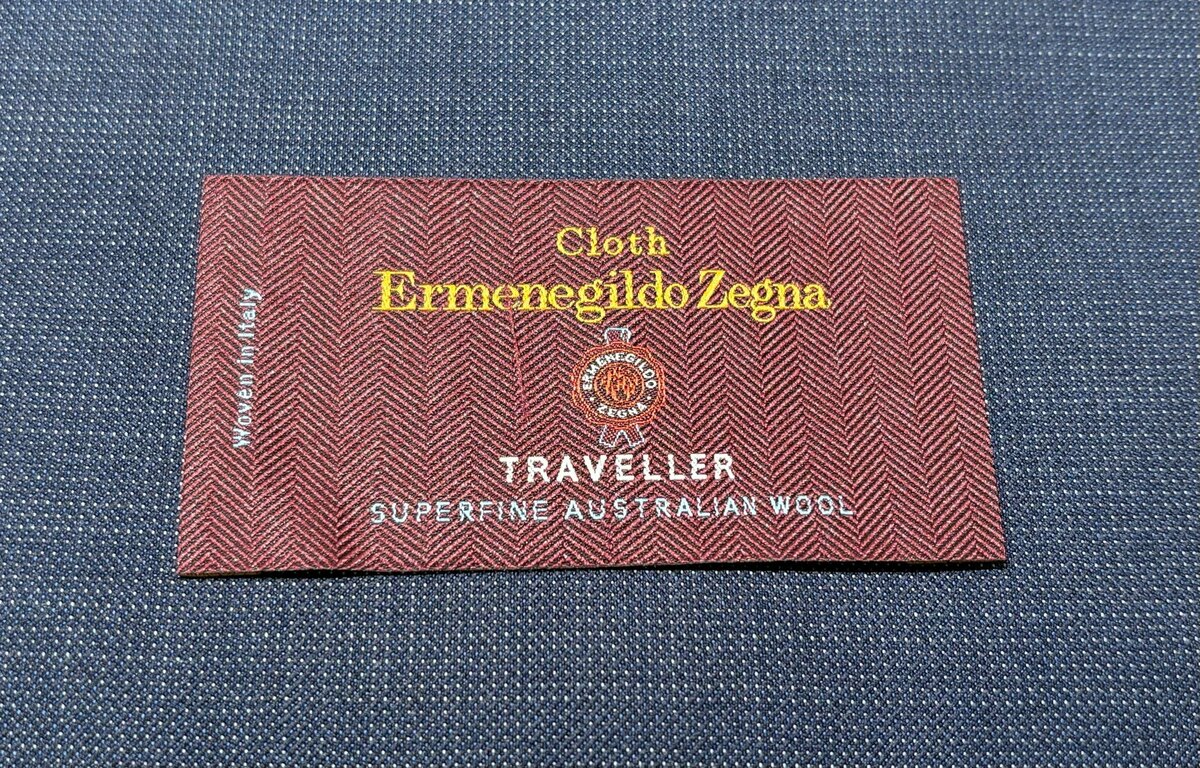 Cloth
Ermenegildo Zegna
ERMENEGILDO
ZEGNA
TRAVELLER
SUPERFINE AUSTRALIAN WOOL
Woven in Italy